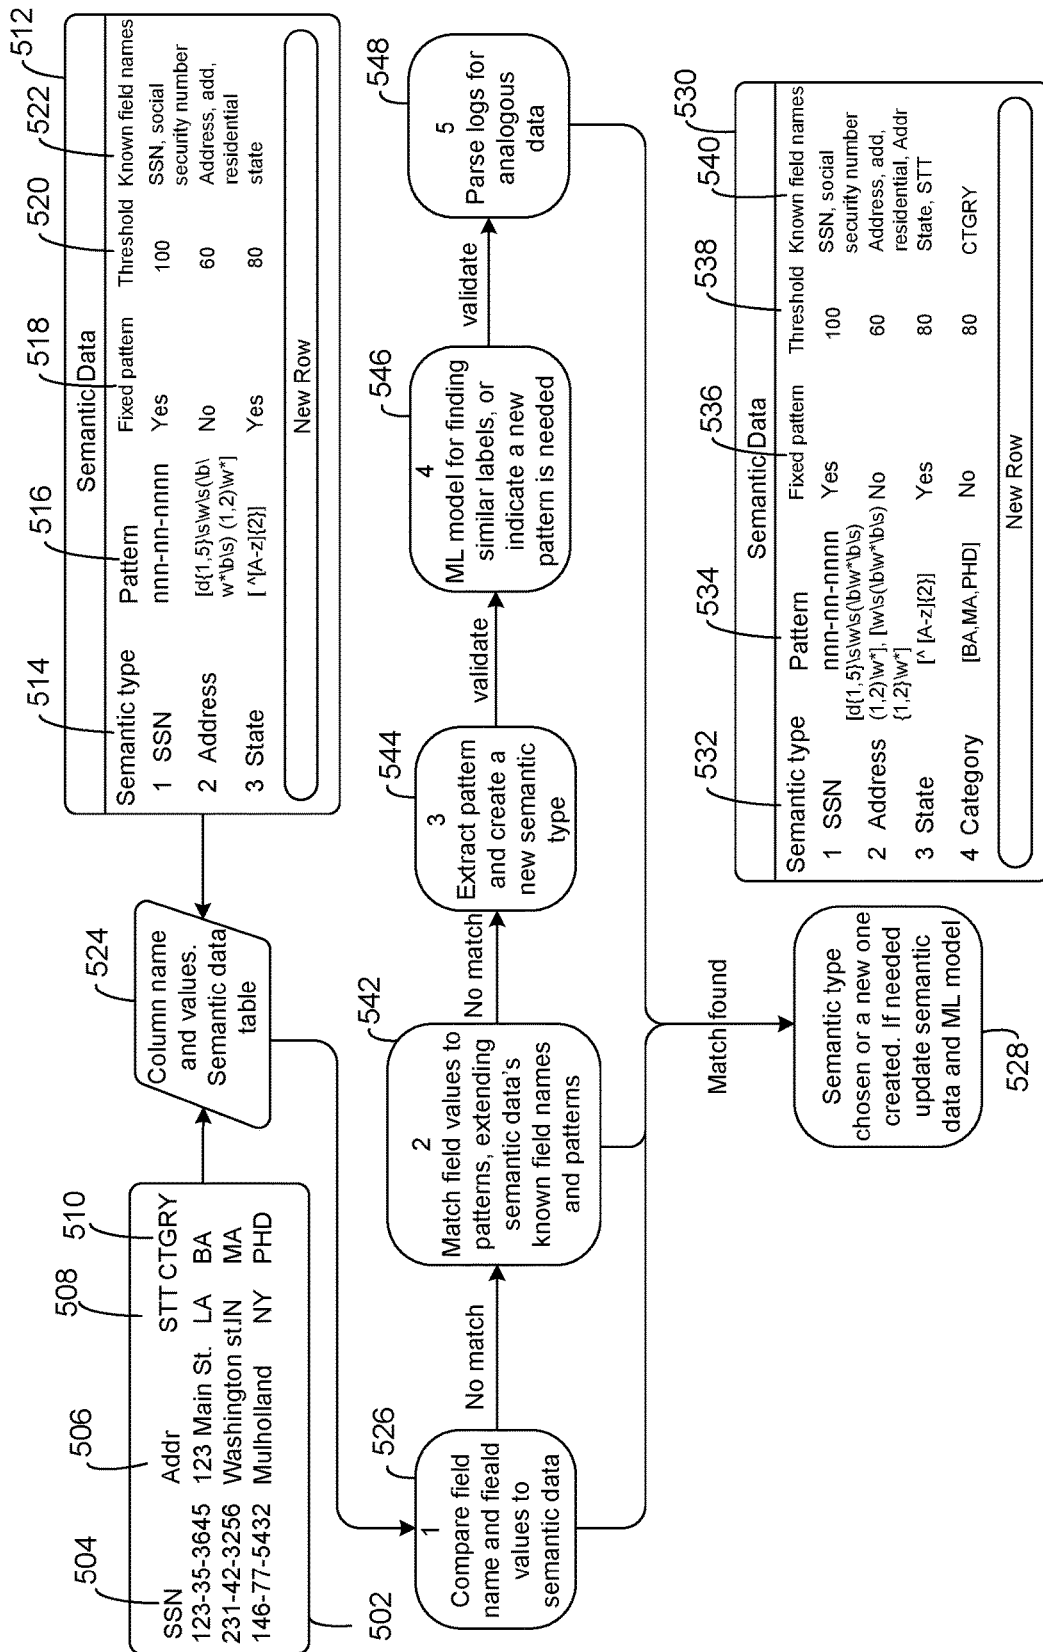 504
506
508
510
SSN Addr STT CTGRY
123-35-3645 123 Main St. LA BA
231-42-3256 Washington st.IN MA
146-77-5432 Mulholland NY PHD
502
524
Column name
and values.
Semantic data
table
514
516
518
520
522
512
Semantic Data
Semantic type Pattern Fixed pattern Threshold Known field names
1 SSN nnn-nn-nnnn Yes 100 SSN, social
security number
2 Address [d{1,5}\s\w\s(\b\ No 60 Address, add,
w*\b\s) (1,2)\w*] residential
3 State [ ^[A-z]{2}] Yes 80 state
New Row
526
1
Compare field
name and fieald
values to
semantic data
No match
542
2
Match field values to
patterns, extending
semantic data's
known field names
and patterns
No match
544
3
Extract pattern
and create a
new semantic
type
validate
546
4
ML model for finding
similar labels, or
indicate a new
pattern is needed
validate
548
5
Parse logs for
analogous
data
Match found
Semantic type
chosen or a new one
created. If needed
update semantic
data and ML model
528
532
534
536
538
540
530
Semantic Data
Semantic type Pattern Fixed pattern Threshold Known field names
1 SSN nnn-nn-nnnn Yes 100 SSN, social
security number
[d{1,5}\s\w\s(\b\w*\b\s)
2 Address (1,2)\w*], [\w\s(\b\w*\b\s) No 60 Address, add,
{1,2}\w*] residential, Addr
3 State [^ [A-z]{2}] Yes 80 State, STT
4 Category [BA,MA,PHD] No 80 CTGRY
New Row